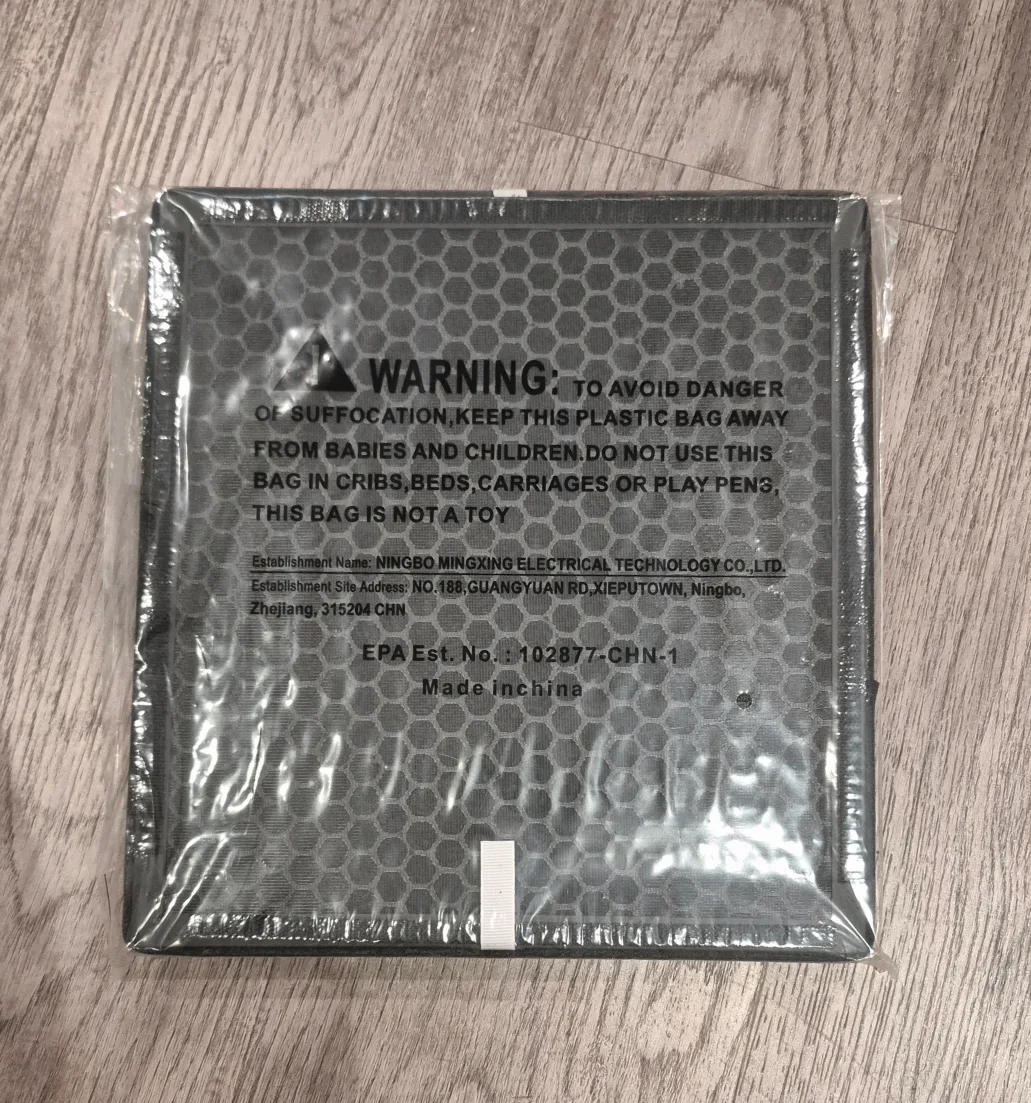 WARNING: TO AVOID DANGER
OF SUFFOCATION,KEEP THIS PLASTIC BAG AWAY
FROM BABIES AND CHILDREN.DO NOT USE THIS
BAG IN CRIBS,BEDS,CARRIAGES OR PLAY PENS,
THIS BAG IS NOT A TOY
Establishment Name: NINGBO MINGXING ELECTRICAL TECHNOLOGY CO.,LTD.
Establishment Site Address: NO.188,GUANGYUAN RD,XIEPUTOWN, Ningbo,
Zhejiang, 315204 CHN
EPA Est. No. : 102877-CHN-1
Made inchina